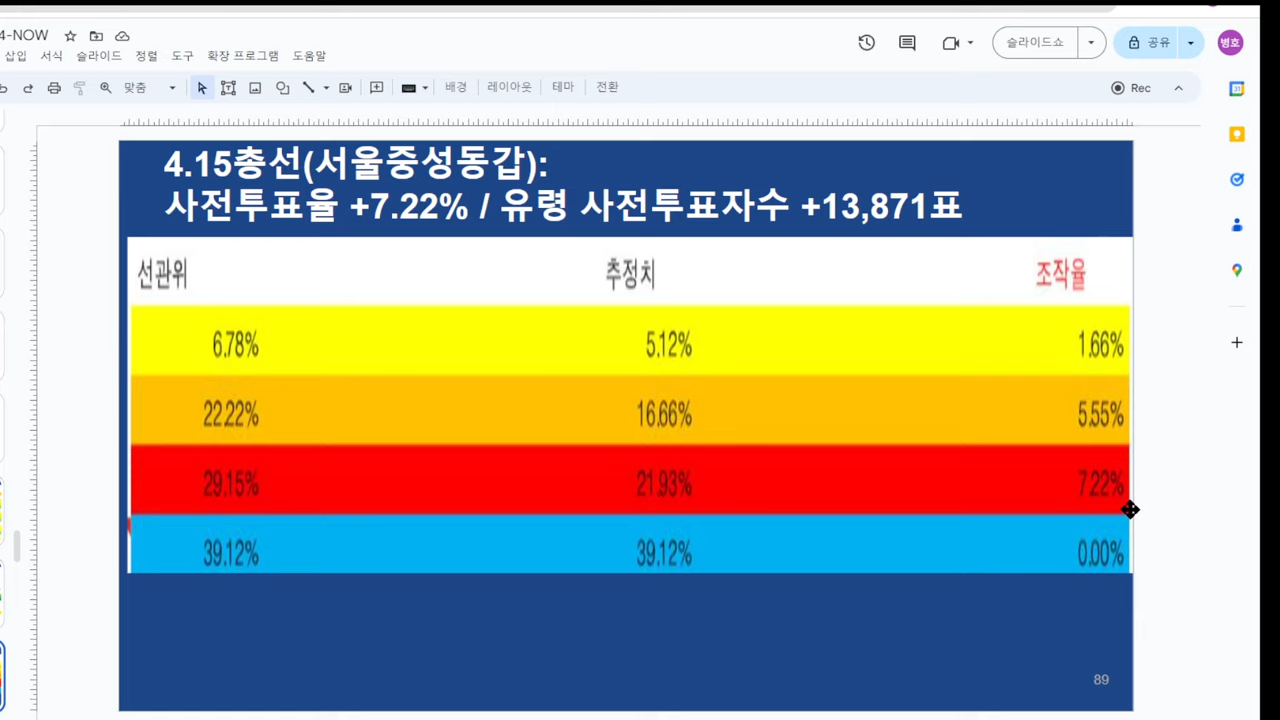 4-NOW
삽입 서식 슬라이드 정렬 도구 확장 프로그램 도움말
슬라이드쇼
공유
병호
맞춤
배경 레이아웃 테마 전환
Rec
31
4.15총선(서울중성동갑):
사전투표율 +7.22% / 유령 사전투표자수 +13,871표
선관위 추정치 조작율
6.78% 5.12% 1.66%
22.22% 16.66% 5.55%
29.15% 21.93% 7.22%
39.12% 39.12% 0.00%
89